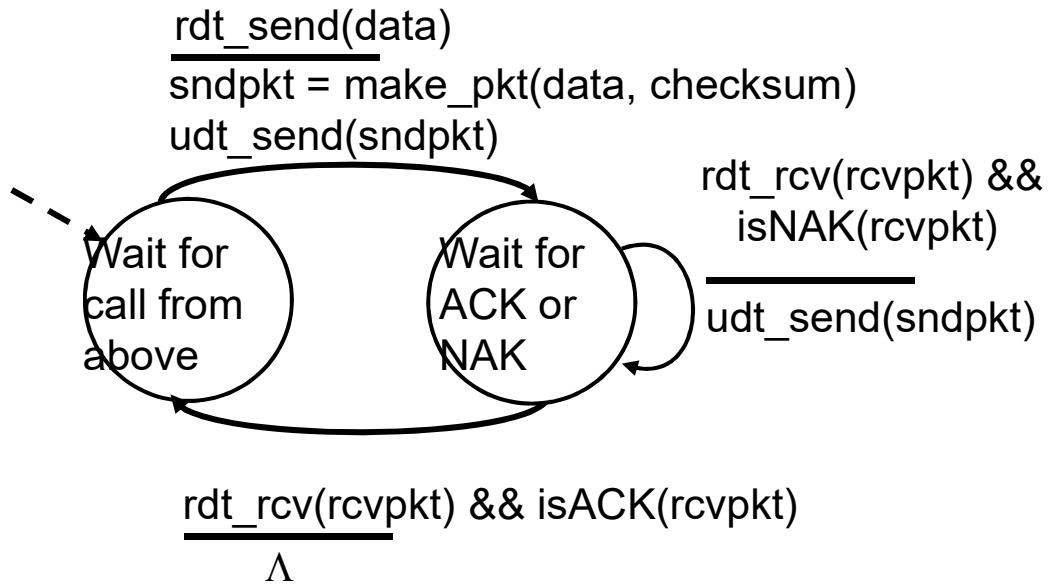 rdt_send(data)
sndpkt = make_pkt(data, checksum)
udt_send(sndpkt)
rdt_rcv(rcvpkt) &&
isNAK(rcvpkt)
udt_send(sndpkt)
Wait for
call from
above
Wait for
ACK or
NAK
rdt_rcv(rcvpkt) && isACK(rcvpkt)
Λ